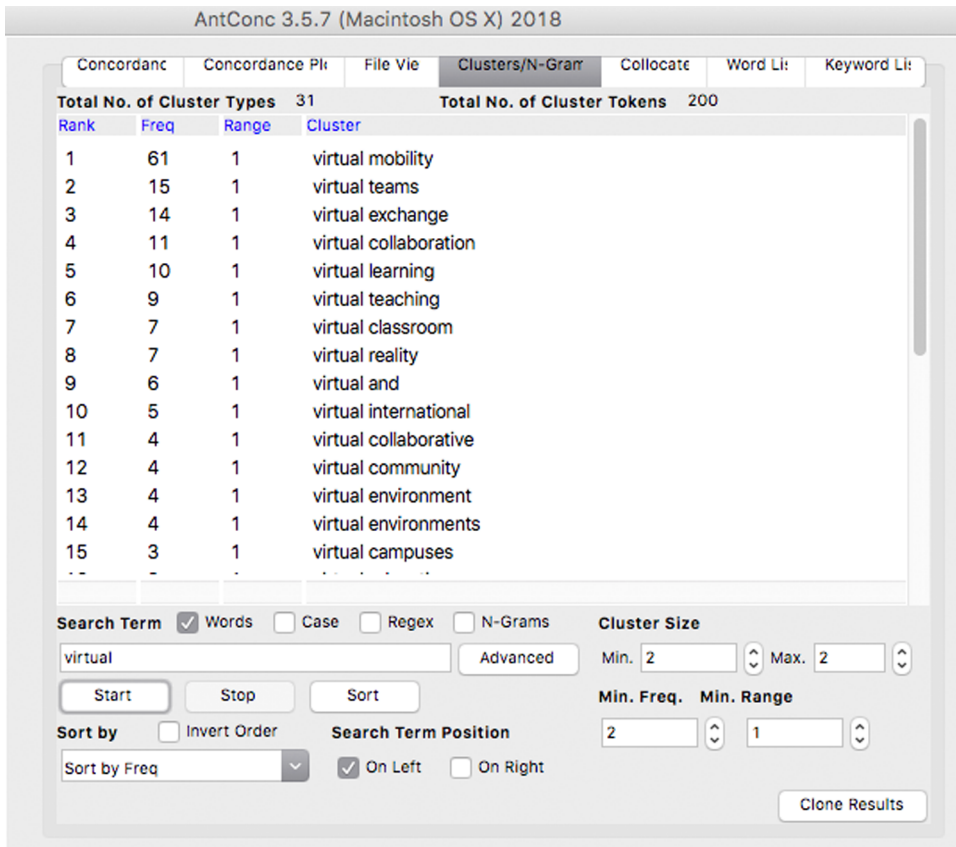 AntConc 3.5.7 (Macintosh OS X) 2018
Concordanc Concordance Plo File Vie Clusters/N-Gram Collocate Word Lis Keyword Lis
Total No. of Cluster Types 31 Total No. of Cluster Tokens 200
Rank Freq Range Cluster
1 61 1 virtual mobility
2 15 1 virtual teams
3 14 1 virtual exchange
4 11 1 virtual collaboration
5 10 1 virtual learning
6 9 1 virtual teaching
7 7 1 virtual classroom
8 7 1 virtual reality
9 6 1 virtual and
10 5 1 virtual international
11 4 1 virtual collaborative
12 4 1 virtual community
13 4 1 virtual environment
14 4 1 virtual environments
15 3 1 virtual campuses
Search Term Words Case Regex N-Grams Cluster Size
virtual Advanced Min. 2 Max. 2
Start Stop Sort Min. Freq. Min. Range
Sort by Invert Order Search Term Position 2 1
Sort by Freq On Left On Right
Clone Results